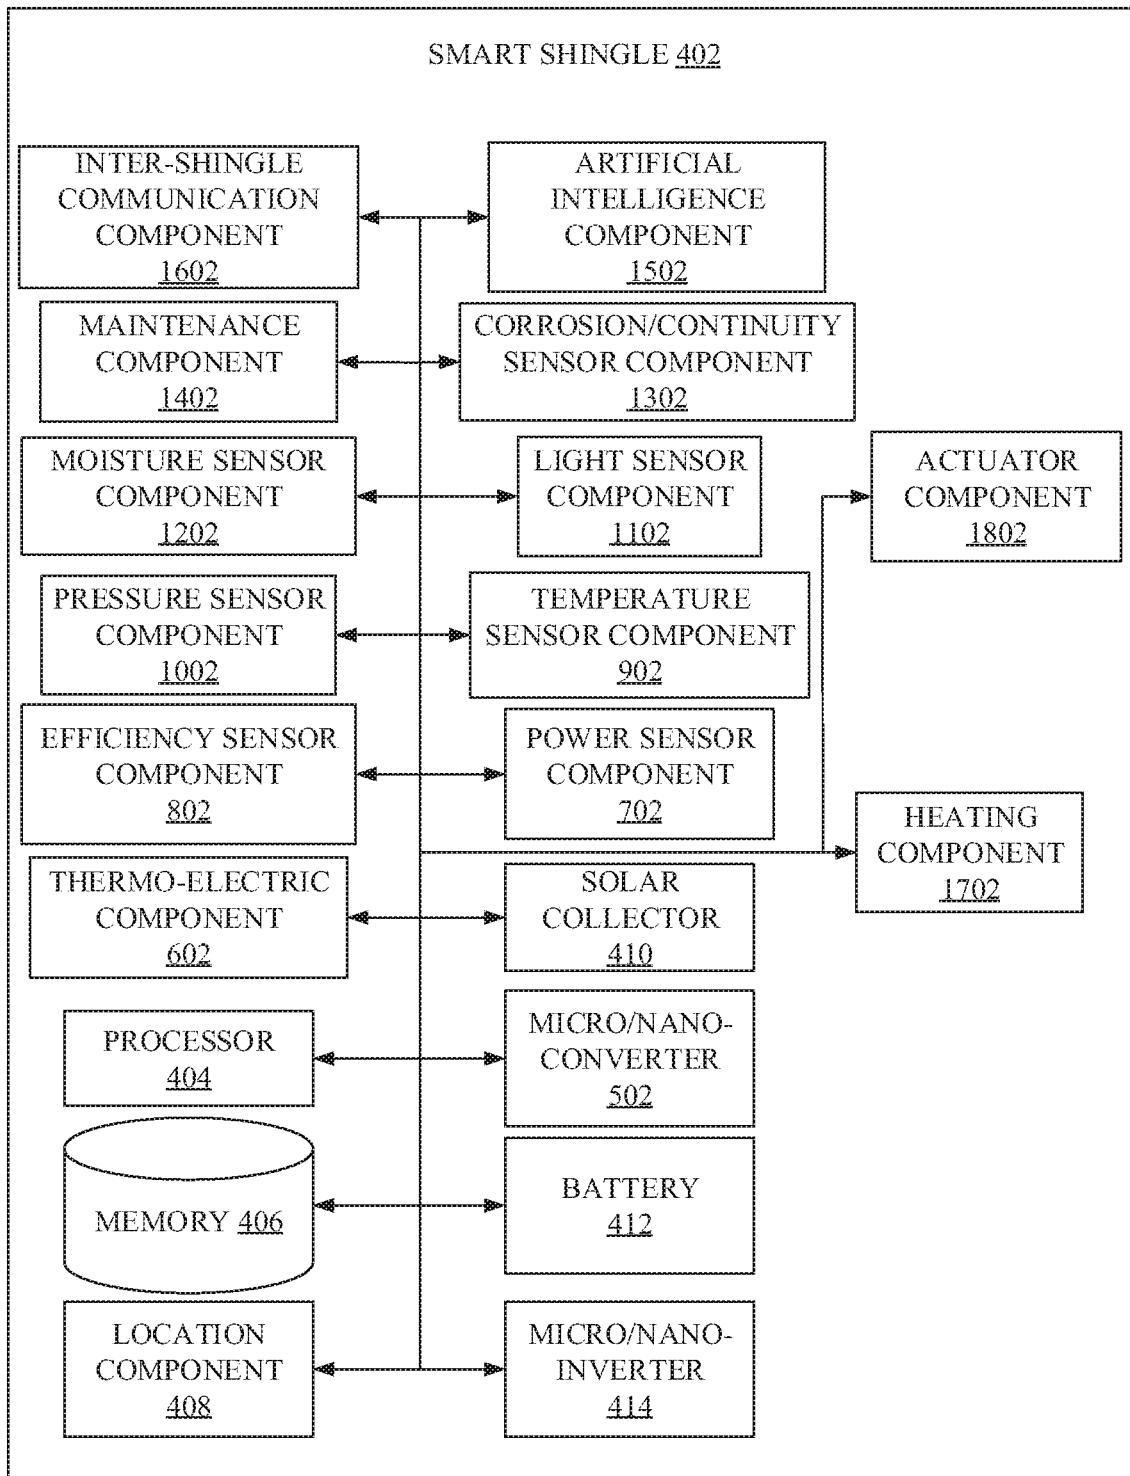 SMART SHINGLE 402
INTER-SHINGLE
COMMUNICATION
COMPONENT
1602
ARTIFICIAL
INTELLIGENCE
COMPONENT
1502
MAINTENANCE
COMPONENT
1402
CORROSION/CONTINUITY
SENSOR COMPONENT
1302
MOISTURE SENSOR
COMPONENT
1202
LIGHT SENSOR
COMPONENT
1102
ACTUATOR
COMPONENT
1802
PRESSURE SENSOR
COMPONENT
1002
TEMPERATURE
SENSOR COMPONENT
902
EFFICIENCY SENSOR
COMPONENT
802
POWER SENSOR
COMPONENT
702
HEATING
COMPONENT
1702
THERMO-ELECTRIC
COMPONENT
602
SOLAR
COLLECTOR
410
PROCESSOR
404
MICRO/NANO-
CONVERTER
502
MEMORY 406
BATTERY
412
LOCATION
COMPONENT
408
MICRO/NANO-
INVERTER
414